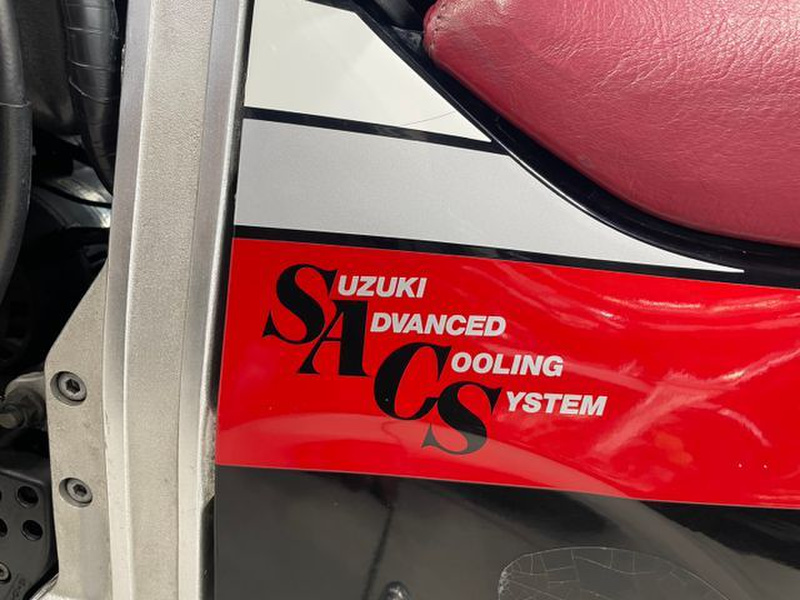 SUZUKI
ADVANCED
COOLING
SYSTEM